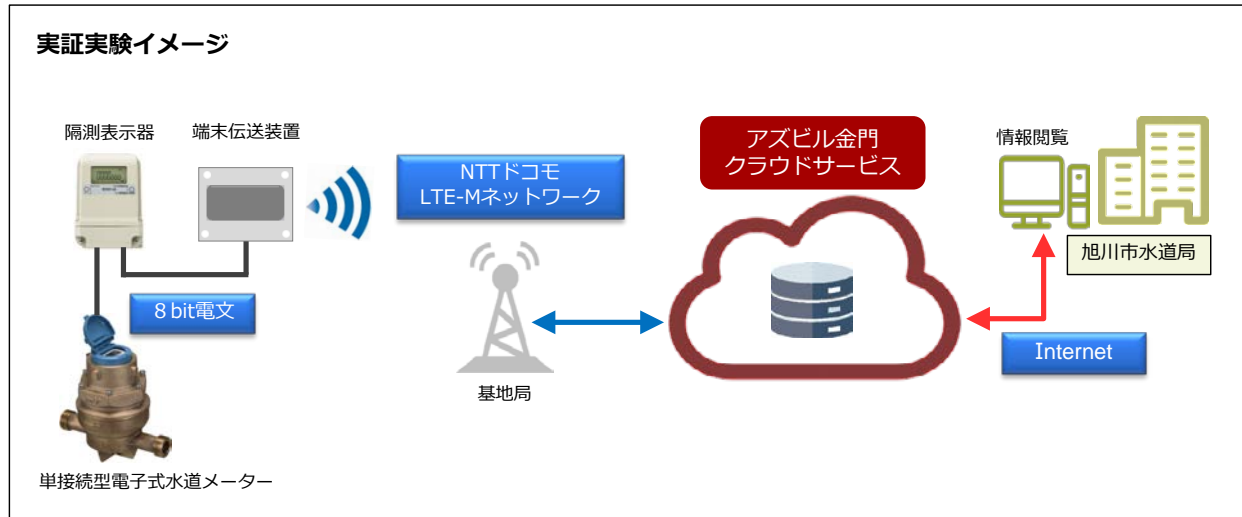 実証実験イメージ
隔測表示器
端末伝送装置
NTTドコモ
LTE-Mネットワーク
アズビル金門
クラウドサービス
情報閲覧
旭川市水道局
8 bit電文
Internet
基地局
単接続型電子式水道メーター